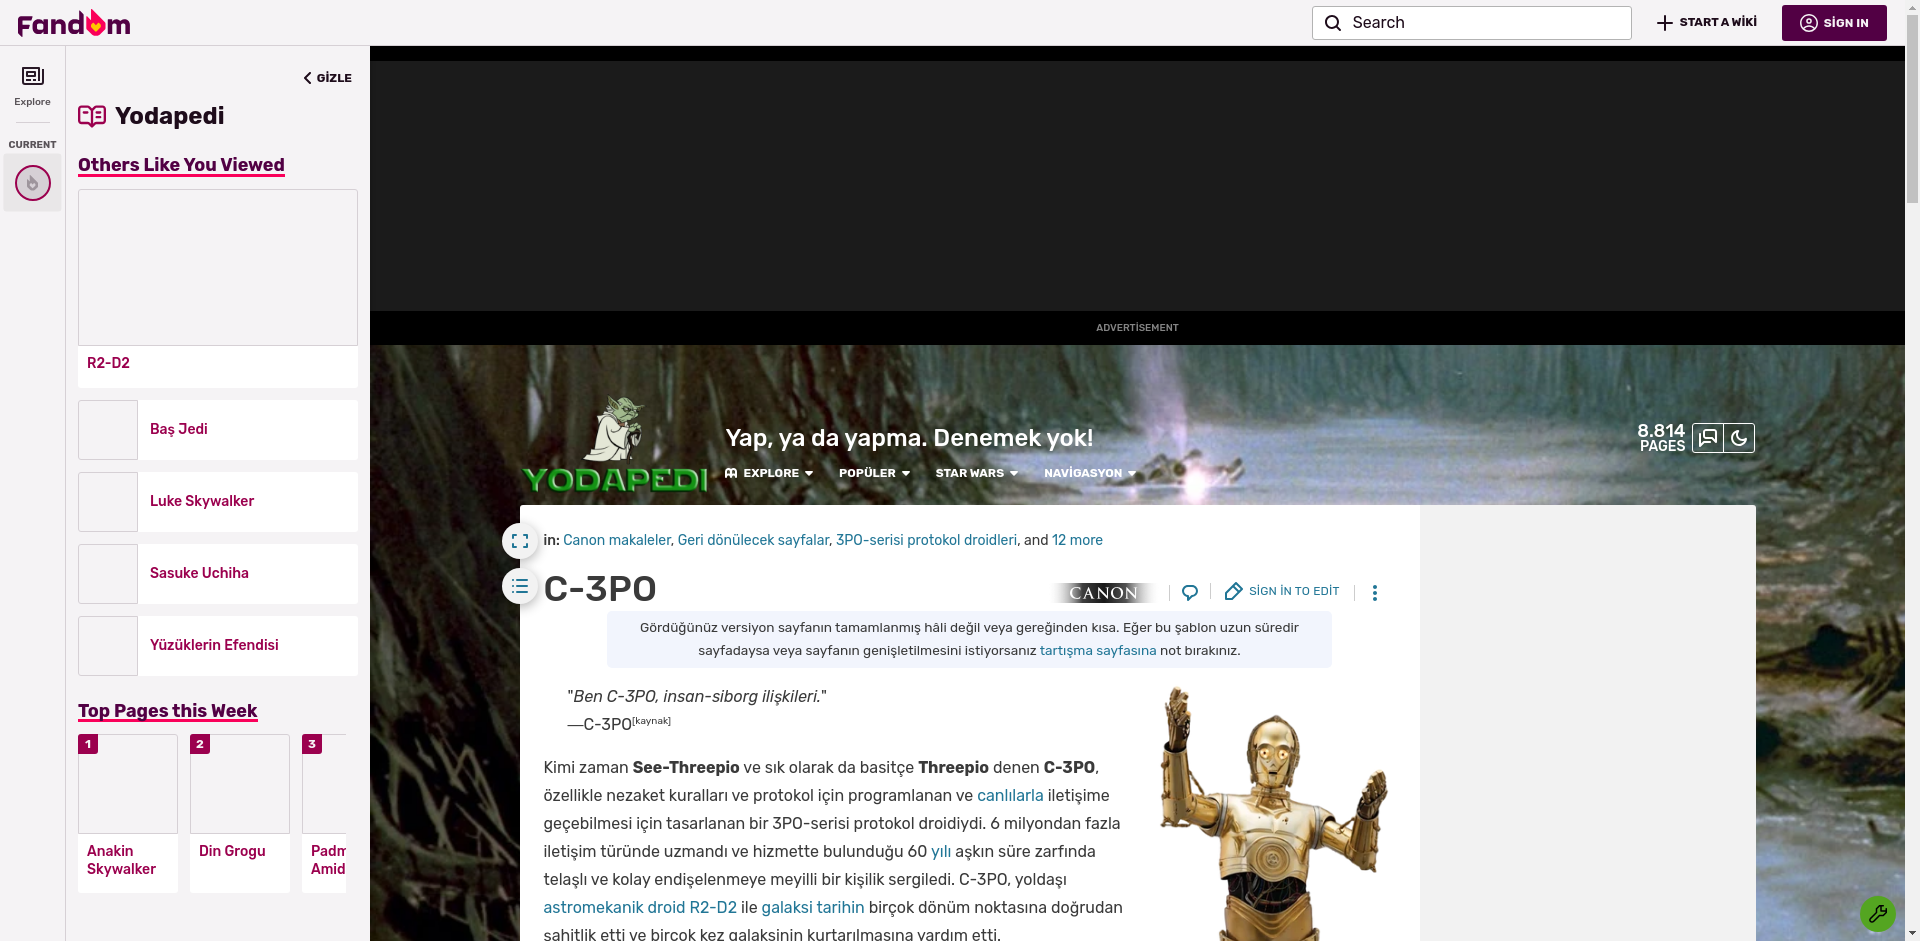 Fandom
Search
START A WİKİ
SİGN IN
Explore
CURRENT
GİZLE
Yodapedi
Others Like You Viewed
R2-D2
Baş Jedi
Luke Skywalker
Sasuke Uchiha
Yüzüklerin Efendisi
Top Pages this Week
1
2
3
Anakin
Skywalker
Din Grogu
Padm
Amid
ADVERTİSEMENT
YODAPEDI
Yap, ya da yapma. Denemek yok!
8.814
PAGES
EXPLORE
POPÜLER
STAR WARS
NAVİGASYON
in: Canon makaleler, Geri dönülecek sayfalar, 3PO-serisi protokol droidleri, and 12 more
C-3PO
CANON
SİGN İN TO EDİT
Gördüğünüz versiyon sayfanın tamamlanmış hâli değil veya gereğinden kısa. Eğer bu şablon uzun süredir
sayfadaysa veya sayfanın genişletilmesini istiyorsanız tartışma sayfasına not bırakınız.
"Ben C-3PO, insan-siborg ilişkileri."
―C-3PO[kaynak]
Kimi zaman See-Threepio ve sık olarak da basitçe Threepio denen C-3PO,
özellikle nezaket kuralları ve protokol için programlanan ve canlılarla iletişime
geçebilmesi için tasarlanan bir 3PO-serisi protokol droidiydi. 6 milyondan fazla
iletişim türünde uzmandı ve hizmette bulunduğu 60 yılı aşkın süre zarfında
telaşlı ve kolay endişelenmeye meyilli bir kişilik sergiledi. C-3PO, yoldaşı
astromekanik droid R2-D2 ile galaksi tarihin birçok dönüm noktasına doğrudan
şahitlik etti ve birçok kez galaksinin kurtarılmasına yardım etti.